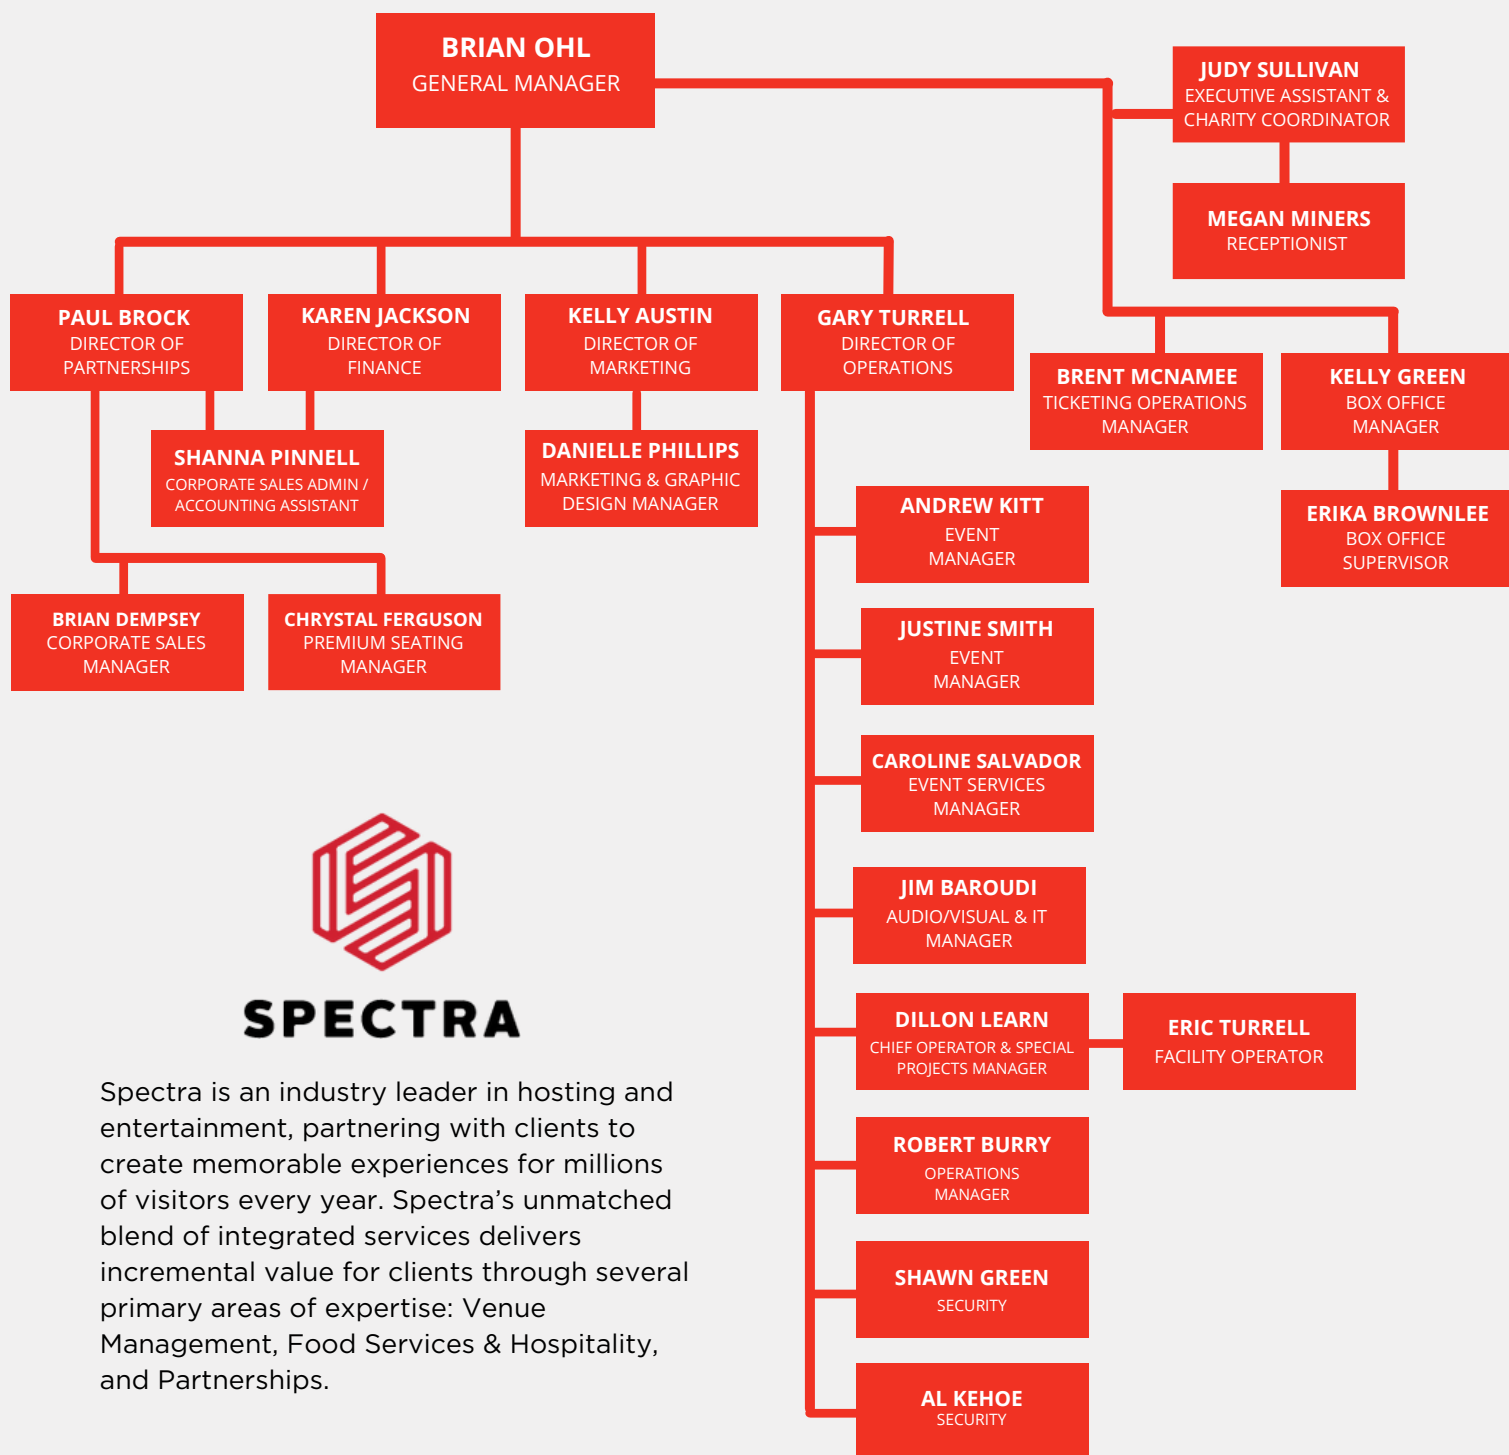 BRIAN OHL
GENERAL MANAGER
JUDY SULLIVAN
EXECUTIVE ASSISTANT &
CHARITY COORDINATOR
MEGAN MINERS
RECEPTIONIST
PAUL BROCK
DIRECTOR OF
PARTNERSHIPS
KAREN JACKSON
DIRECTOR OF
FINANCE
KELLY AUSTIN
DIRECTOR OF
MARKETING
GARY TURRELL
DIRECTOR OF
OPERATIONS
BRENT MCNAMEE
TICKETING OPERATIONS
MANAGER
KELLY GREEN
BOX OFFICE
MANAGER
SHANNA PINNELL
CORPORATE SALES ADMIN /
ACCOUNTING ASSISTANT
DANIELLE PHILLIPS
MARKETING & GRAPHIC
DESIGN MANAGER
ERIKA BROWNLEE
BOX OFFICE
SUPERVISOR
BRIAN DEMPSEY
CORPORATE SALES
MANAGER
CHRYSTAL FERGUSON
PREMIUM SEATING
MANAGER
ANDREW KITT
EVENT
MANAGER
JUSTINE SMITH
EVENT
MANAGER
CAROLINE SALVADOR
EVENT SERVICES
MANAGER
JIM BAROUDI
AUDIO/VISUAL & IT
MANAGER
DILLON LEARN
CHIEF OPERATOR & SPECIAL
PROJECTS MANAGER
ERIC TURRELL
FACILITY OPERATOR
ROBERT BURRY
OPERATIONS
MANAGER
SHAWN GREEN
SECURITY
AL KEHOE
SECURITY
SPECTRA
Spectra is an industry leader in hosting and
entertainment, partnering with clients to
create memorable experiences for millions
of visitors every year. Spectra’s unmatched
blend of integrated services delivers
incremental value for clients through several
primary areas of expertise: Venue
Management, Food Services & Hospitality,
and Partnerships.